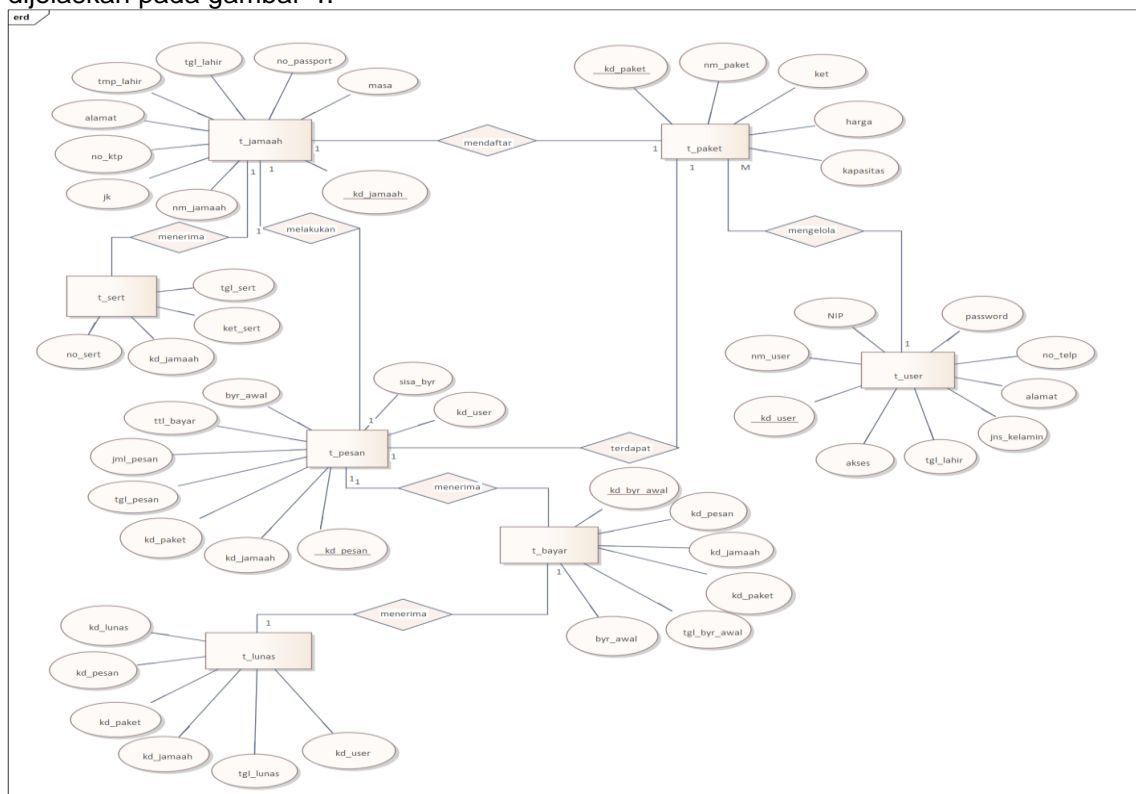 dijelaskan pada gambar 4.
erd
tgl_lahir
no_passport
tmp_lahir
masa
alamat
no_ktp
jk
nm_jamaah
kd_jamaah
t_jamaah
1
1
1
1
mendaftar
kd_paket
nm_paket
ket
harga
kapasitas
t_paket
1
1
M
menerima
melakukan
mengelola
t_sert
tgl_sert
ket_sert
no_sert
kd_jamaah
NIP
password
nm_user
no_telp
1
t_user
alamat
kd_user
jns_kelamin
akses
tgl_lahir
sisa_byr
byr_awal
kd_user
ttl_bayar
1
t_pesan
jml_pesan
1
1
1
tgl_pesan
kd_paket
kd_jamaah
kd_pesan
terdapat
menerima
kd_byr_awal
kd_pesan
t_bayar
kd_jamaah
1
kd_paket
byr_awal
tgl_byr_awal
menerima
kd_lunas
1
t_lunas
kd_pesan
kd_paket
kd_jamaah
tgl_lunas
kd_user